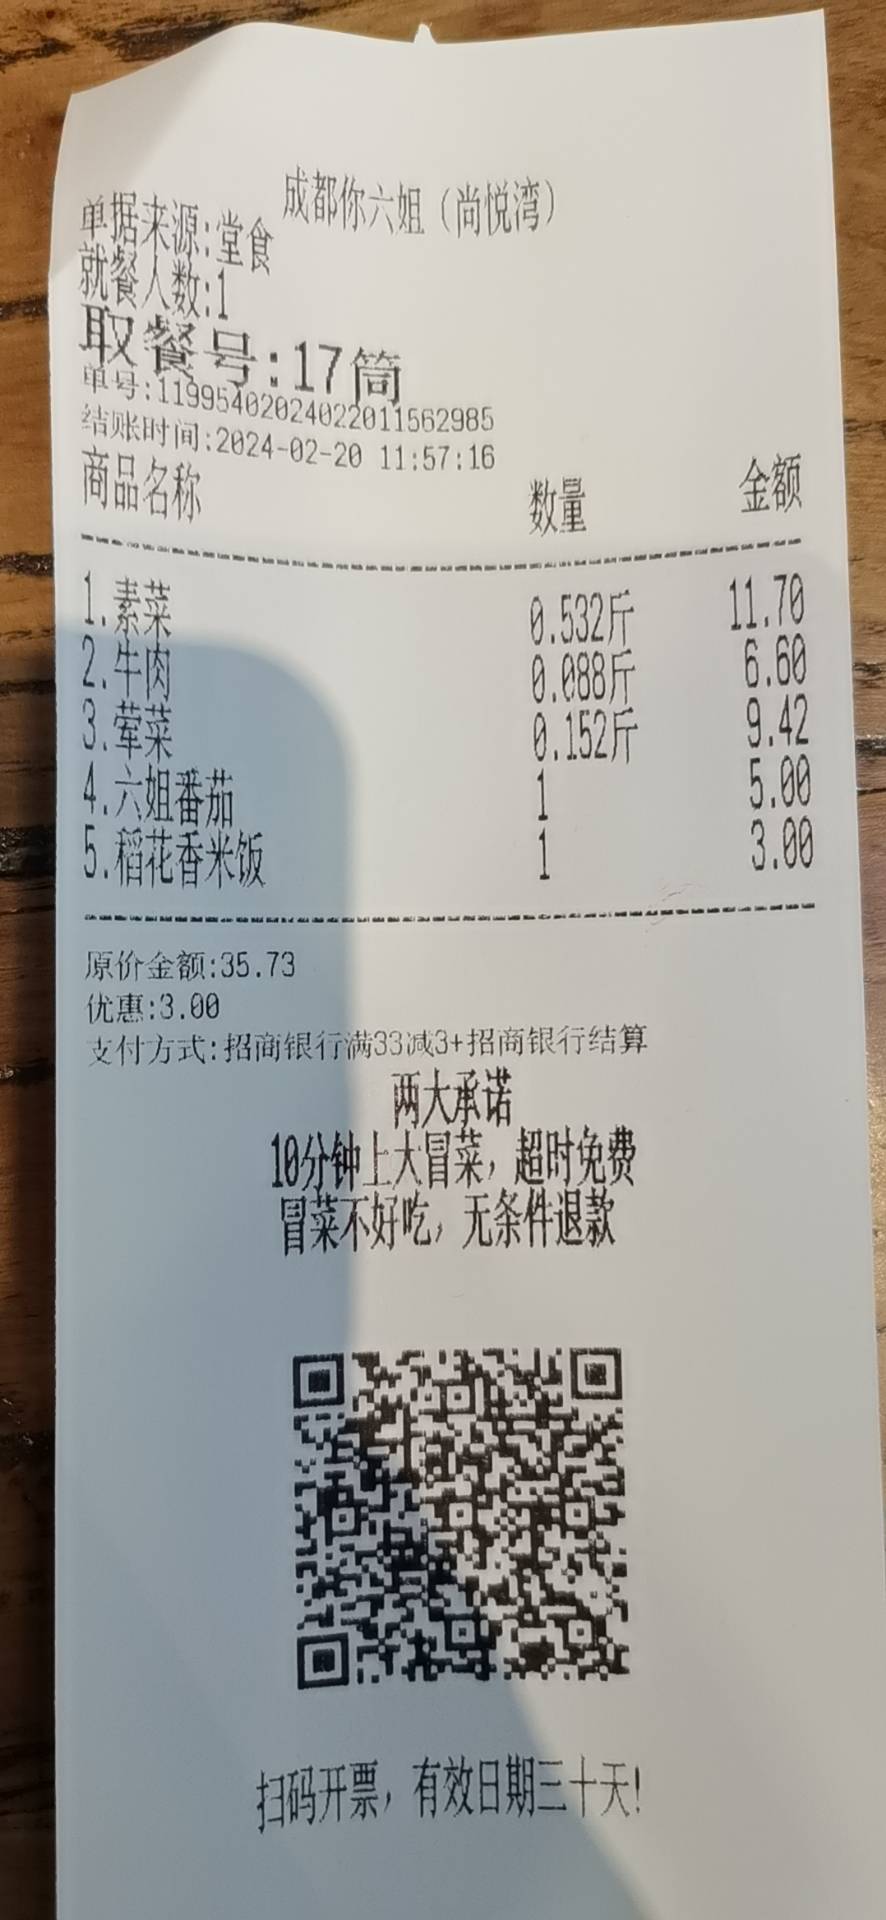 成都你六姐（尚悦湾）
单据来源:堂食
就餐人数:1
取餐号:17筒
单号:11995402024022011562985
结账时间:2024-02-20 11:57:16
商品名称 数量 金额
1.素菜 0.532斤 11.70
2.牛肉 0.088斤 6.60
3.荤菜 0.152斤 9.42
4.六姐番茄 1 5.00
5.稻花香米饭 1 3.00
原价金额:35.73
优惠:3.00
支付方式:招商银行满33减3+招商银行结算
两大承诺
10分钟上大冒菜，超时免费
冒菜不好吃，无条件退款
扫码开票，有效日期三十天!